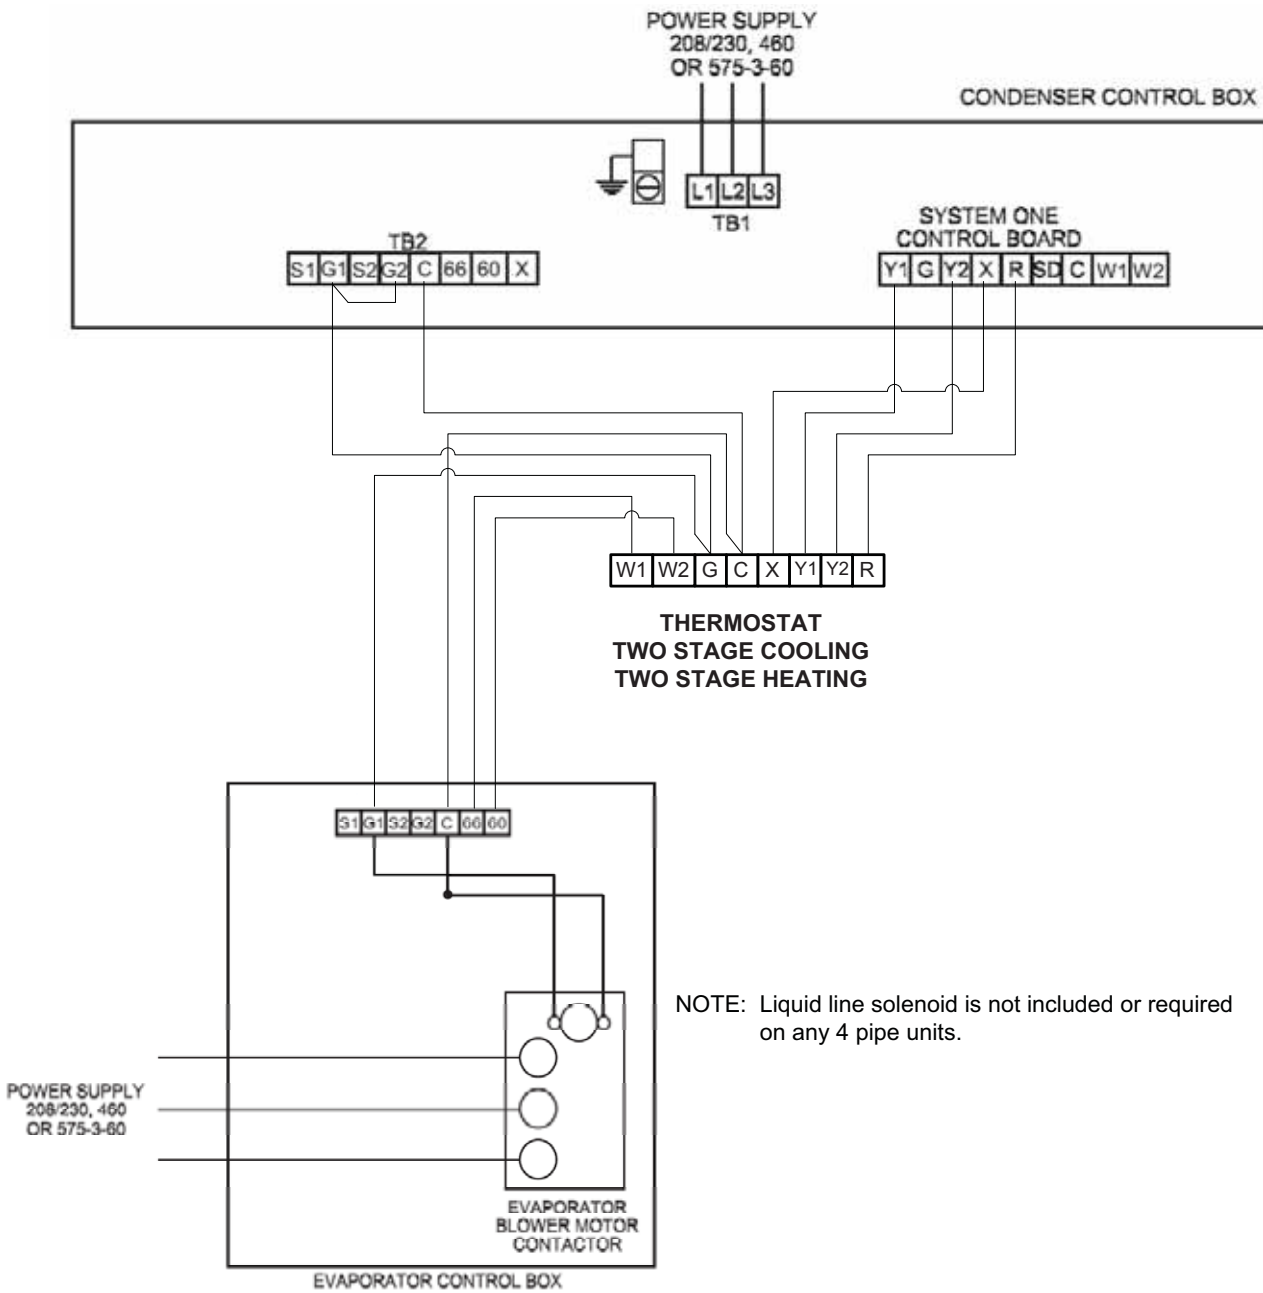 POWER SUPPLY
208/230, 460
OR 575-3-60
CONDENSER CONTROL BOX
L1 L2 L3
TB1
SYSTEM ONE
CONTROL BOARD
TB2
S1 G1 S2 G2 C 66 60 X
Y1 G Y2 X R SD C W1 W2
W1 W2 G C X Y1 Y2 R
THERMOSTAT
TWO STAGE COOLING
TWO STAGE HEATING
S1 G1 S2 G2 C 66 60
NOTE: Liquid line solenoid is not included or required
on any 4 pipe units.
POWER SUPPLY
208/230, 460
OR 575-3-60
EVAPORATOR
BLOWER MOTOR
CONTACTOR
EVAPORATOR CONTROL BOX